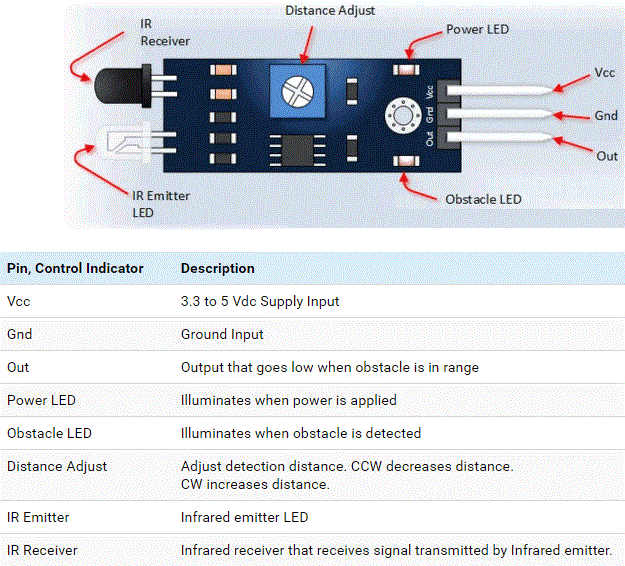 Distance Adjust
IR
Receiver
Power LED
Vcc
Vcc
Grd
Gnd
Out
Out
IR Emitter
LED
Obstacle LED
Pin, Control Indicator Description
Vcc 3.3 to 5 Vdc Supply Input
Gnd Ground Input
Out Output that goes low when obstacle is in range
Power LED Illuminates when power is applied
Obstacle LED Illuminates when obstacle is detected
Distance Adjust Adjust detection distance. CCW decreases distance.
CW increases distance.
IR Emitter Infrared emitter LED
IR Receiver Infrared receiver that receives signal transmitted by Infrared emitter.